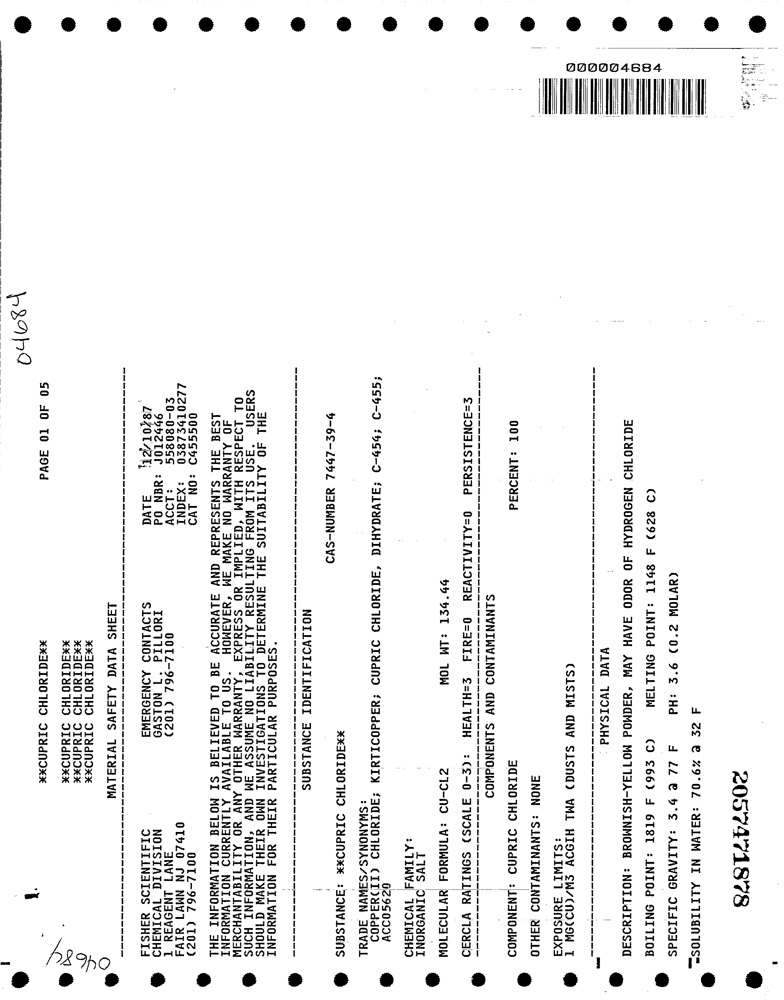 000004684
04684
**CUPRIC CHLORIDE** PAGE 01 OF 05
**CUPRIC CHLORIDE**
**CUPRIC CHLORIDE**
**CUPRIC CHLORIDE**
MATERIAL SAFETY DATA SHEET
FISHER SCIENTIFIC EMERGENCY CONTACTS DATE 12/10/87
CHEMICAL DIVISION GASTON L. PILLORI PO NBR: J012446
1 REAGENT LANE (201) 796-7100 ACCT: 558080-03
FAIR LAWN NJ 07410 INDEX: 03873410277
(201) 796-7100 CAT NO: C455500
THE INFORMATION BELOW IS BELIEVED TO BE ACCURATE AND REPRESENTS THE BEST
INFORMATION CURRENTLY AVAILABLE TO US. HOWEVER, WE MAKE NO WARRANTY OF
MERCHANTABILITY OR ANY OTHER WARRANTY, EXPRESS OR IMPLIED, WITH RESPECT TO
SUCH INFORMATION, AND WE ASSUME NO LIABILITY RESULTING FROM ITS USE. USERS
SHOULD MAKE THEIR OWN INVESTIGATIONS TO DETERMINE THE SUITABILITY OF THE
INFORMATION FOR THEIR PARTICULAR PURPOSES.
SUBSTANCE IDENTIFICATION
CAS-NUMBER 7447-39-4
SUBSTANCE: **CUPRIC CHLORIDE**
TRADE NAMES/SYNONYMS:
COPPER(II) CHLORIDE; KIRTICOPPER; CUPRIC CHLORIDE, DIHYDRATE; C-454; C-455;
ACC05620
CHEMICAL FAMILY:
INORGANIC SALT
MOLECULAR FORMULA: CU-CL2 MOL WT: 134.44
CERCLA RATINGS (SCALE 0-3): HEALTH=3 FIRE=0 REACTIVITY=0 PERSISTENCE=3
COMPONENTS AND CONTAMINANTS
COMPONENT: CUPRIC CHLORIDE PERCENT: 100
OTHER CONTAMINANTS: NONE
EXPOSURE LIMITS:
1 MG(CU)/M3 ACGIH TWA (DUSTS AND MISTS)
PHYSICAL DATA
DESCRIPTION: BROWNISH-YELLOW POWDER, MAY HAVE ODOR OF HYDROGEN CHLORIDE
BOILING POINT: 1819 F (993 C) MELTING POINT: 1148 F (628 C)
SPECIFIC GRAVITY: 3.4 @ 77 F PH: 3.6 (0.2 MOLAR)
SOLUBILITY IN WATER: 70.6% @ 32 F
2057471878
04684